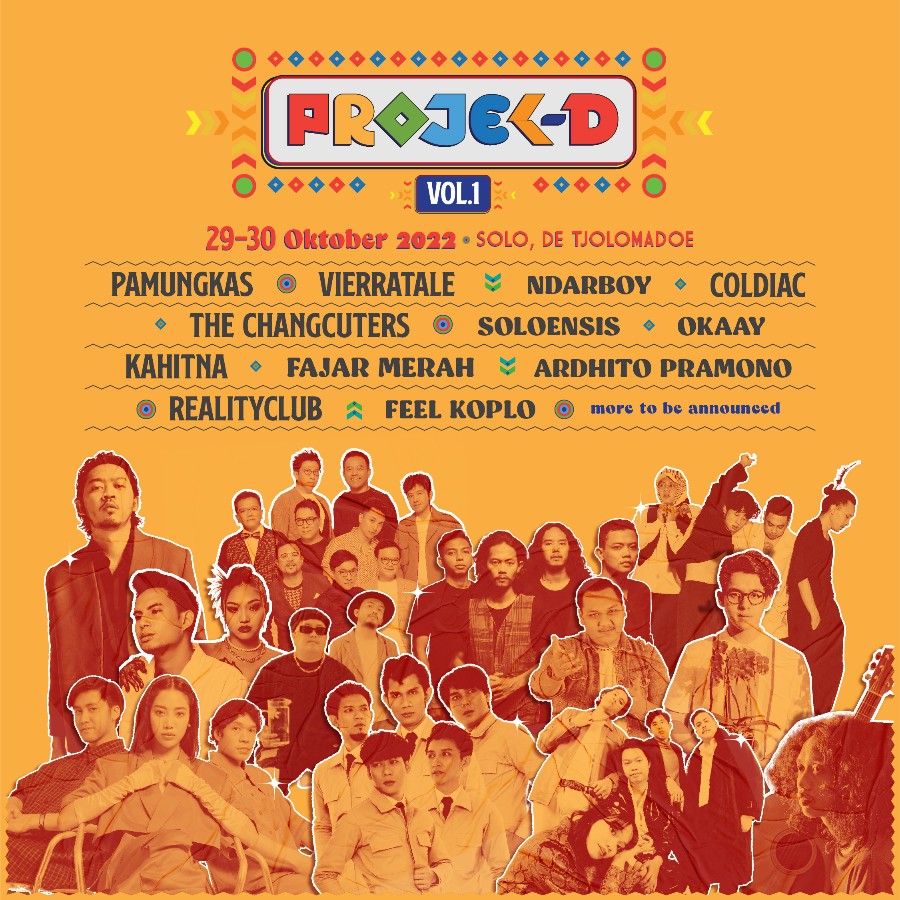 PROJEK-D
VOL.1
29-30 Oktober 2022 • SOLO, DE TJOLOMADOE
PAMUNGKAS VIERRATALE NDARBOY COLDIAC
THE CHANGCUTERS SOLOENSIS OKAAY
KAHITNA FAJAR MERAH ARDHITO PRAMONO
REALITYCLUB FEEL KOPLO more to be announced